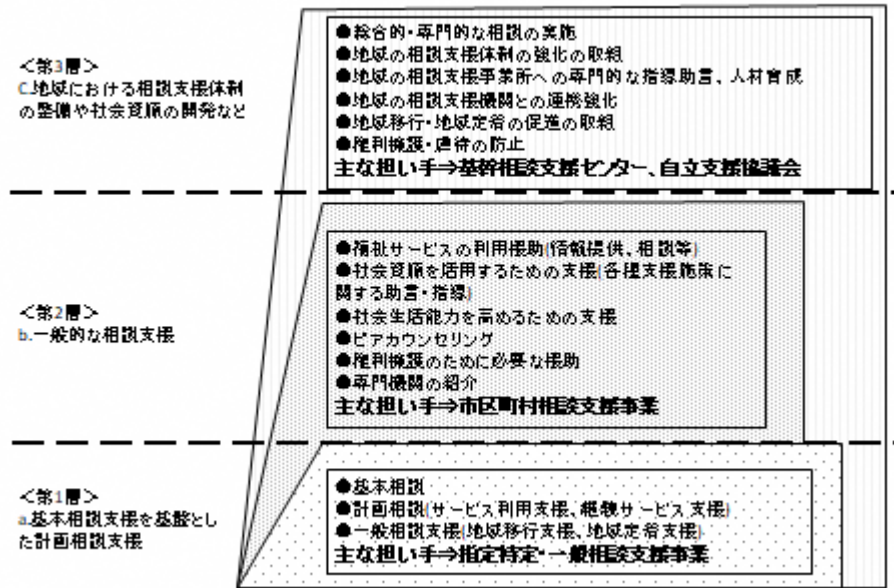 ＜第3層＞
C.地域における相談支援体制
の整備や社会資源の開発など
●総合的・専門的な相談の実施
●地域の相談支援体制の強化の取組
●地域の相談支援事業所への専門的な指導助言、人材育成
●地域の相談支援機関との連携強化
●地域移行・地域定着の促進の取組
●権利擁護・虐待の防止
主な担い手⇒基幹相談支援センター、自立支援協議会
＜第2層＞
b.一般的な相談支援
●福祉サービスの利用援助(情報提供、相談等)
●社会資源を活用するための支援(各種支援施策に
関する助言・指導)
●社会生活能力を高めるための支援
●ピアカウンセリング
●権利擁護のために必要な援助
●専門機関の紹介
主な担い手⇒市区町村相談支援事業
＜第1層＞
a.基本相談支援を基盤とし
た計画相談支援
●基本相談
●計画相談(サービス利用支援、継続サービス支援)
●一般相談支援(地域移行支援、地域定着支援)
主な担い手⇒指定特定・一般相談支援事業